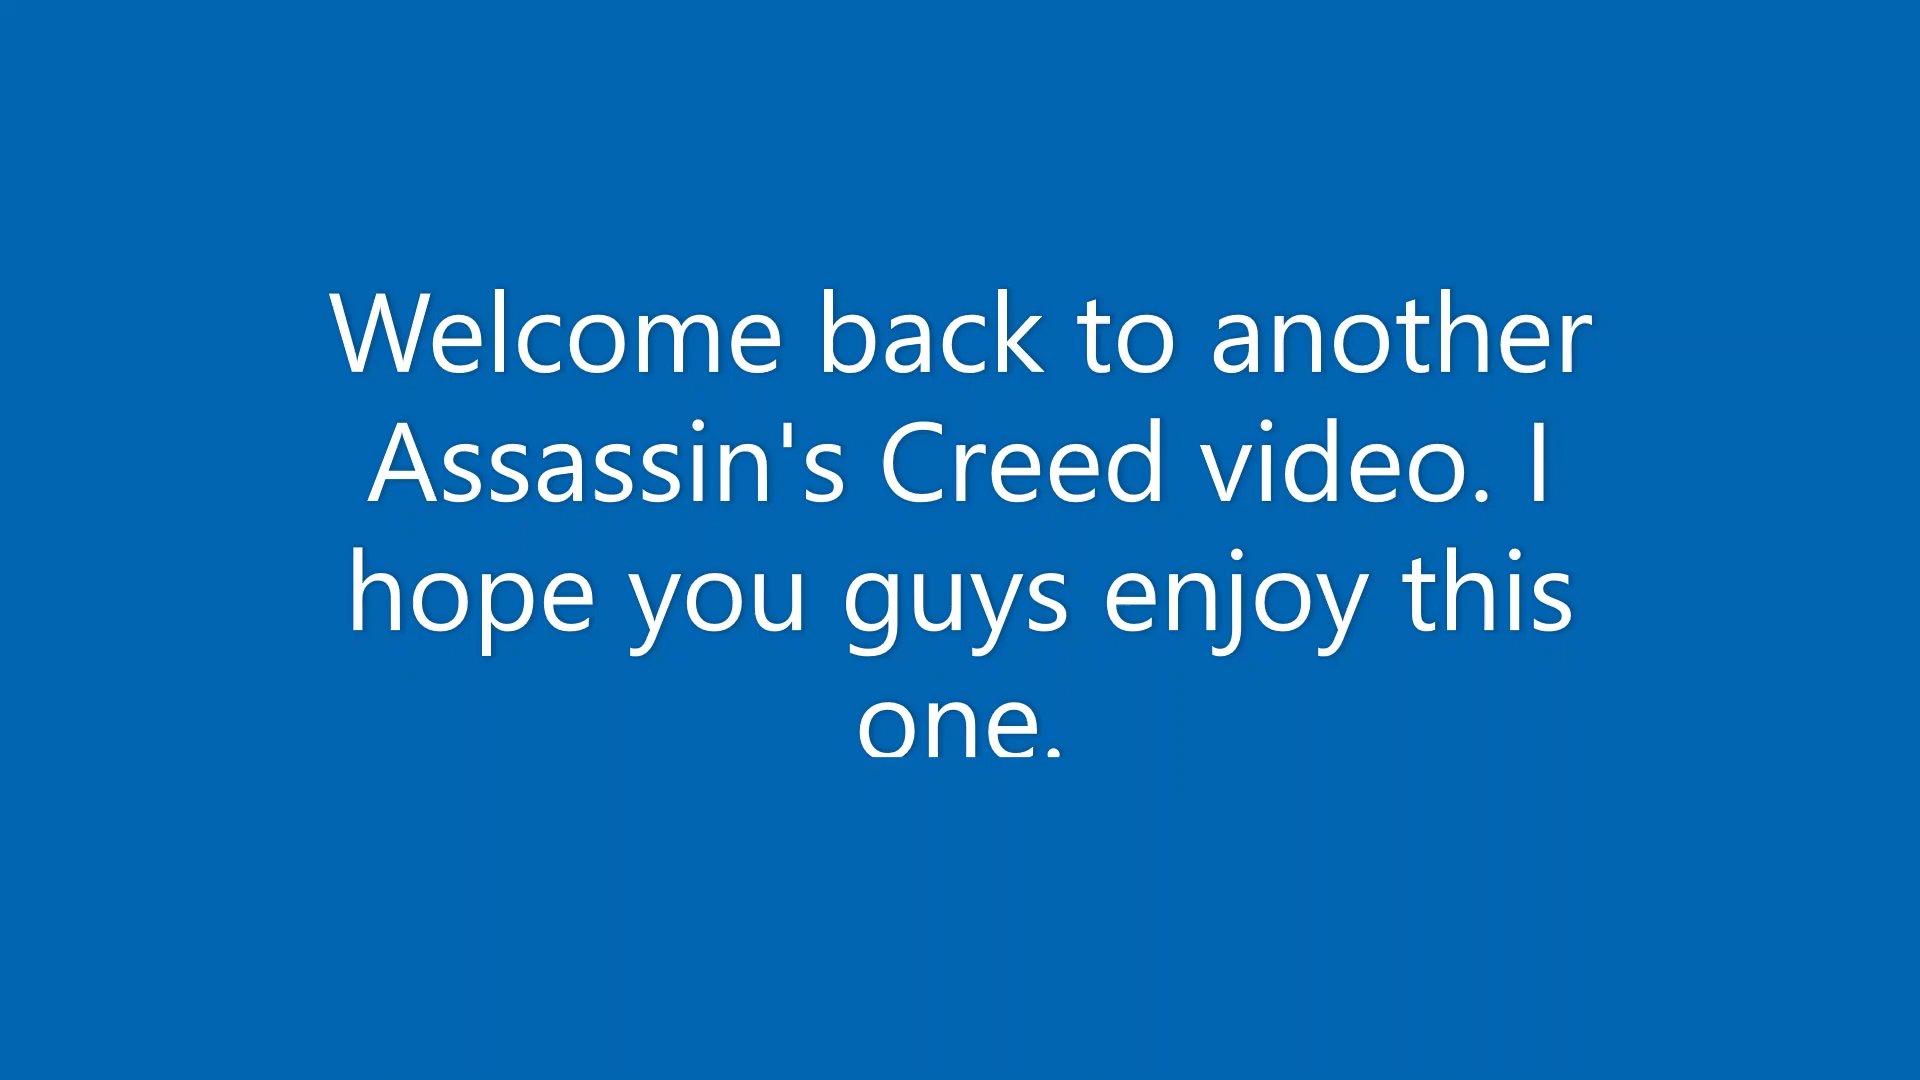 Welcome back to another
Assassin's Creed video. I
hope you guys enjoy this
one.